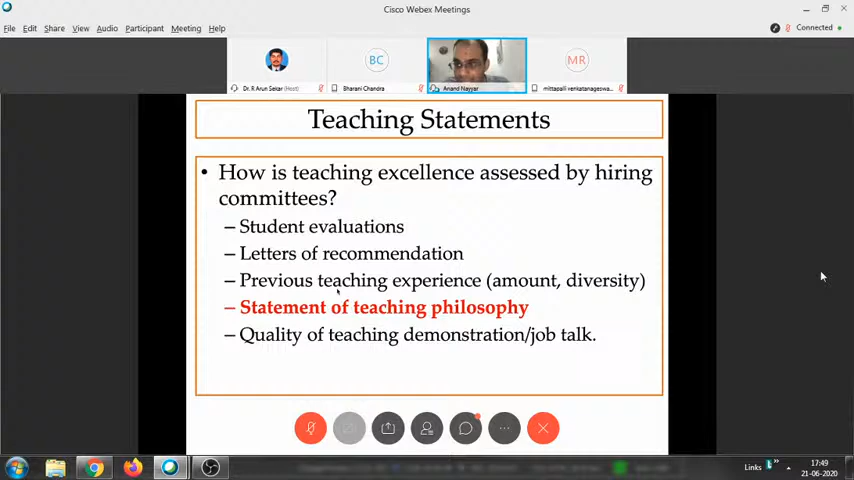 Cisco Webex Meetings
File Edit Share View Audio Participant Meeting Help
Connected
BC
MR
Dr. R Arun Sekar (Host)
Bharani Chandra
Anand Nayyar
mittapalli venkatanageswa...
Teaching Statements
• How is teaching excellence assessed by hiring
committees?
– Student evaluations
– Letters of recommendation
– Previous teaching experience (amount, diversity)
– Statement of teaching philosophy
– Quality of teaching demonstration/job talk.
Links
17:49
21-06-2020